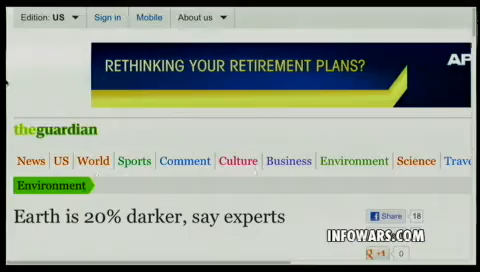 Edition: US Sign in Mobile About us
RETHINKING YOUR RETIREMENT PLANS? AP
theguardian
News US World Sports Comment Culture Business Environment Science Trave
Environment
Earth is 20% darker, say experts
Share 18
INFOWARS.COM
+1 0